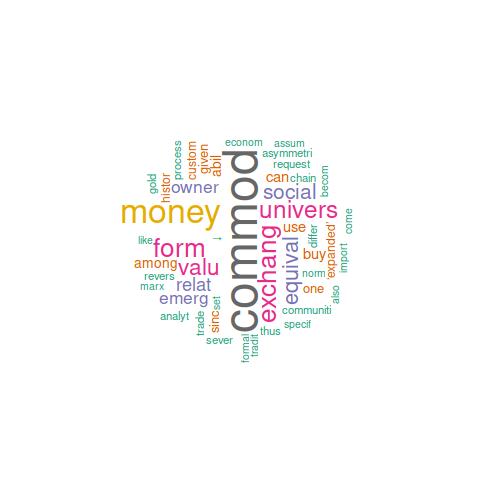 econom
assum
asymmetri
request
process
custom
given
abil
can
chain
becom
gold
histor
owner
social
money
commod
univers
come
use
differ
like
→
form
exchang
equival
buy
'expanded'
import
among
valu
norm
revers
marx
relat
one
also
emerg
set
communiti
analyt
trade
sinc
specif
thus
sever
formal
tradit